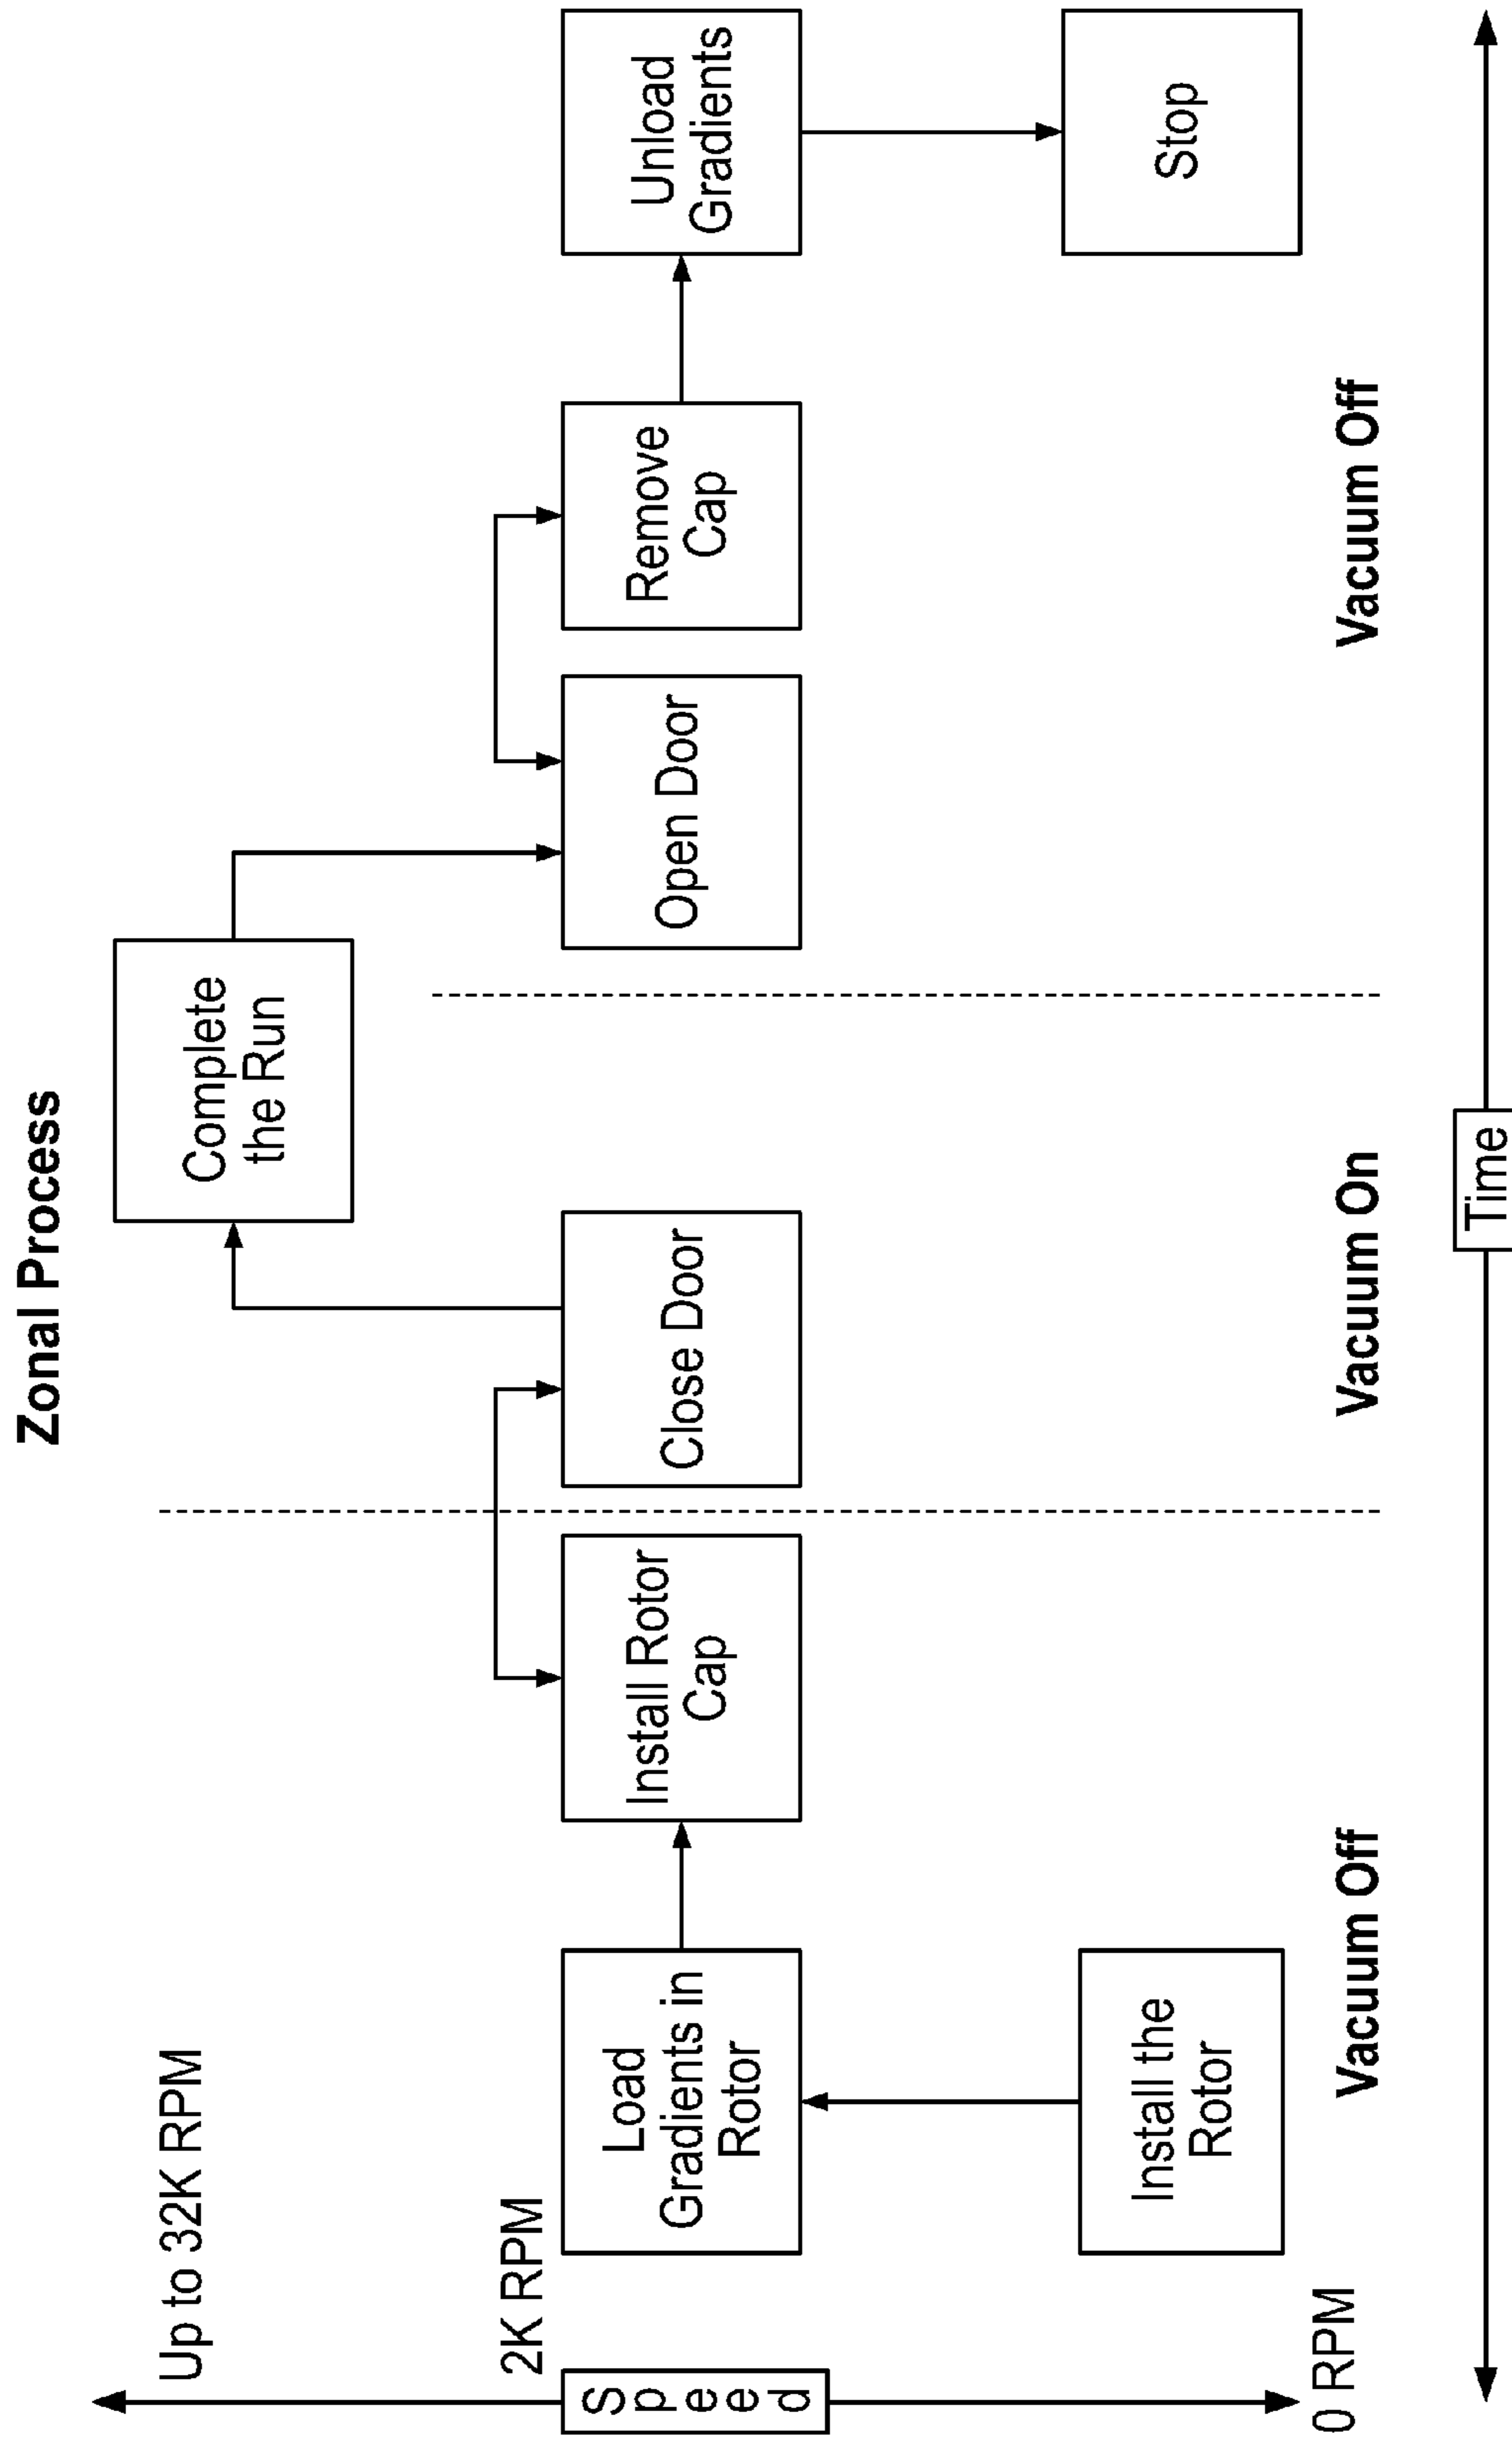 Zonal Process
Up to 32K RPM
Complete
the Run
2K RPM
Speed
Load
Gradients in
Rotor
Install Rotor
Cap
Close Door
Open Door
Remove
Cap
Unload
Gradients
Install the
Rotor
Stop
0 RPM
Vacuum Off
Vacuum On
Vacuum Off
Time